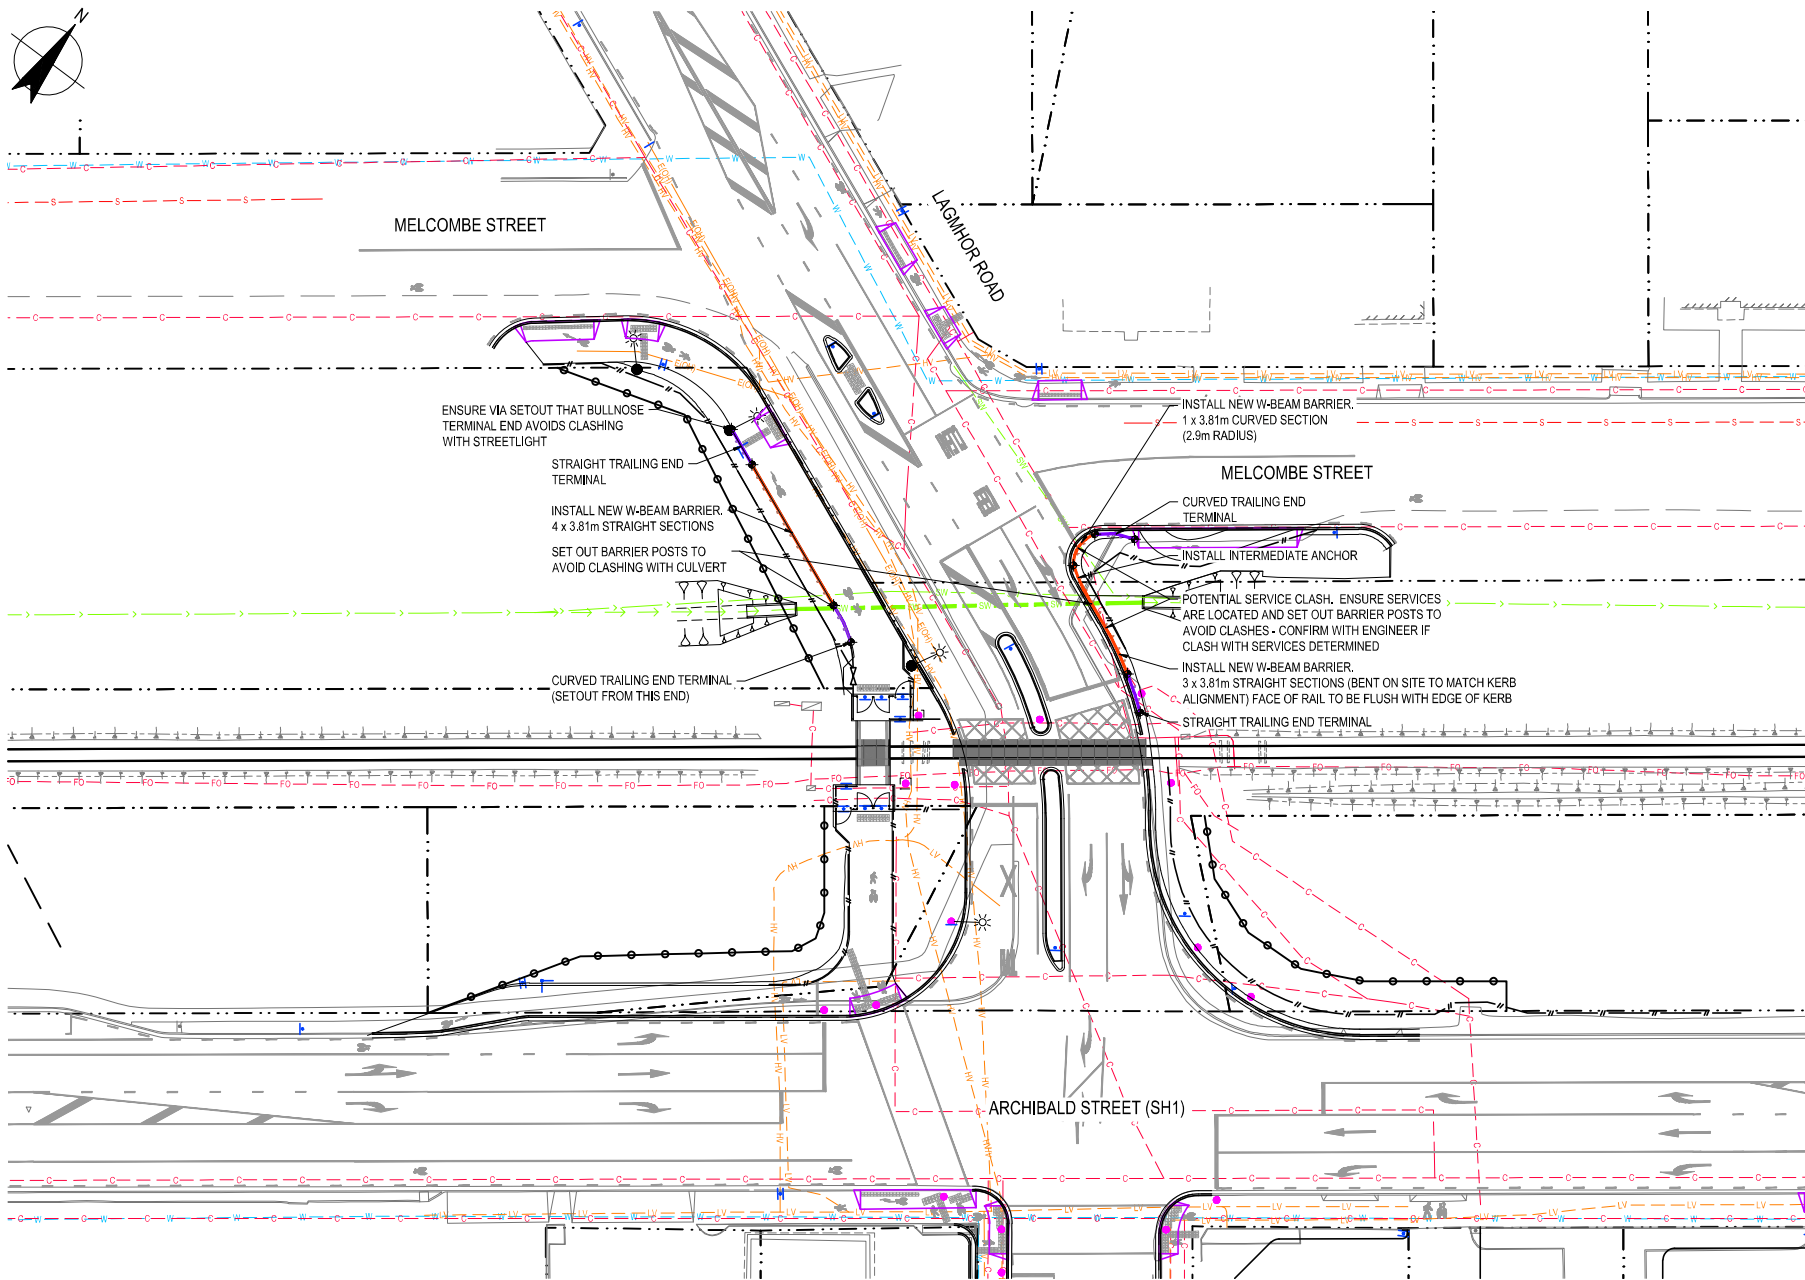 N
MELCOMBE STREET
LAGMHOR ROAD
ENSURE VIA SETOUT THAT BULLNOSE
TERMINAL END AVOIDS CLASHING
WITH STREETLIGHT
STRAIGHT TRAILING END
TERMINAL
INSTALL NEW W-BEAM BARRIER.
4 x 3.81m STRAIGHT SECTIONS
SET OUT BARRIER POSTS TO
AVOID CLASHING WITH CULVERT
CURVED TRAILING END TERMINAL
(SETOUT FROM THIS END)
INSTALL NEW W-BEAM BARRIER.
1 x 3.81m CURVED SECTION
(2.9m RADIUS)
MELCOMBE STREET
CURVED TRAILING END
TERMINAL
INSTALL INTERMEDIATE ANCHOR
POTENTIAL SERVICE CLASH. ENSURE SERVICES
ARE LOCATED AND SET OUT BARRIER POSTS TO
AVOID CLASHES - CONFIRM WITH ENGINEER IF
CLASH WITH SERVICES DETERMINED
INSTALL NEW W-BEAM BARRIER.
3 x 3.81m STRAIGHT SECTIONS (BENT ON SITE TO MATCH KERB
ALIGNMENT) FACE OF RAIL TO BE FLUSH WITH EDGE OF KERB
STRAIGHT TRAILING END TERMINAL
ARCHIBALD STREET (SH1)